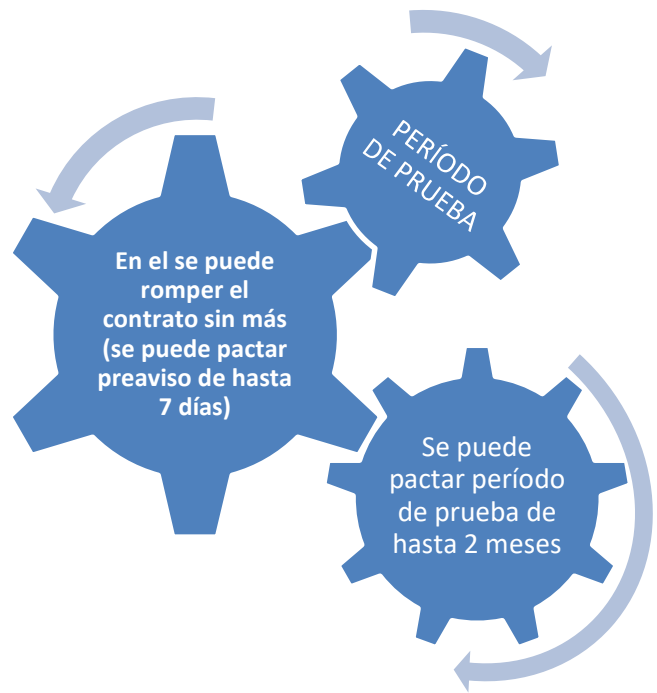 PERÍODO
DE PRUEBA
En el se puede
romper el
contrato sin más
(se puede pactar
preaviso de hasta
7 días)
Se puede
pactar período
de prueba de
hasta 2 meses